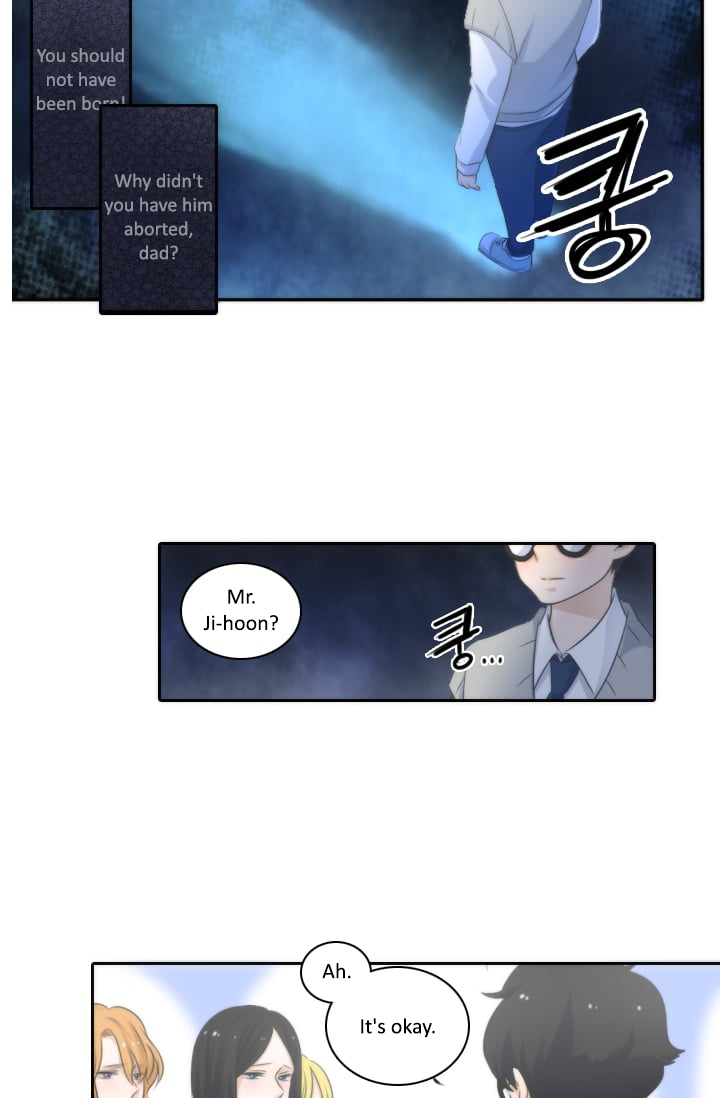 You should
not have
been born!
Why didn't
you have him
aborted,
dad?
쿵
Mr.
Ji-hoon?
쿵...
Ah.
It's okay.